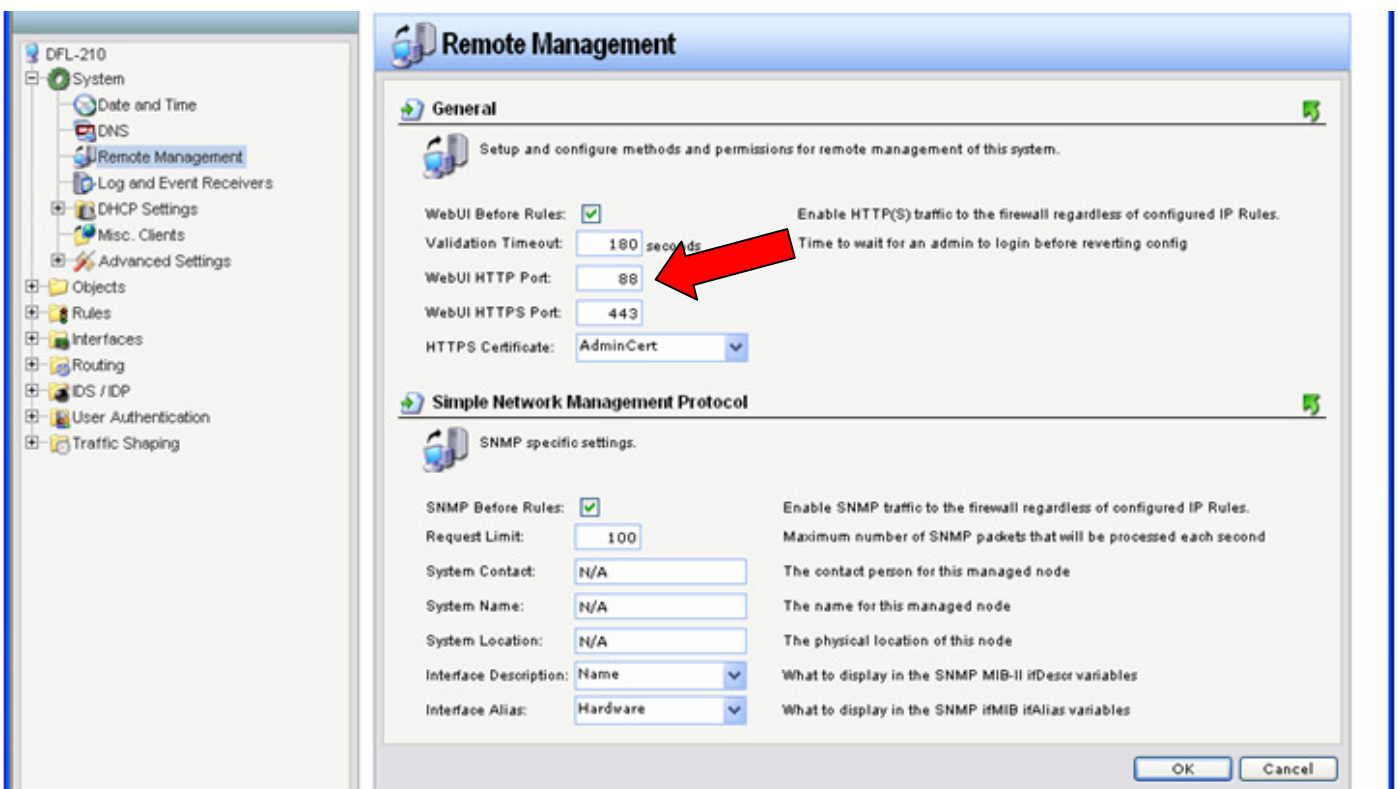 DFL-210
System
Date and Time
DNS
Remote Management
Log and Event Receivers
DHCP Settings
Misc. Clients
Advanced Settings
Objects
Rules
Interfaces
Routing
IDS / IDP
User Authentication
Traffic Shaping
Remote Management
General
Setup and configure methods and permissions for remote management of this system.
WebUI Before Rules: Enable HTTP(S) traffic to the firewall regardless of configured IP Rules.
Validation Timeout: 180 seconds Time to wait for an admin to login before reverting config
WebUI HTTP Port: 88
WebUI HTTPS Port: 443
HTTPS Certificate: AdminCert
Simple Network Management Protocol
SNMP specific settings.
SNMP Before Rules: Enable SNMP traffic to the firewall regardless of configured IP Rules.
Request Limit: 100 Maximum number of SNMP packets that will be processed each second
System Contact: N/A The contact person for this managed node
System Name: N/A The name for this managed node
System Location: N/A The physical location of this node
Interface Description: Name What to display in the SNMP MIB-II ifDescr variables
Interface Alias: Hardware What to display in the SNMP ifMIB ifAlias variables
OK Cancel